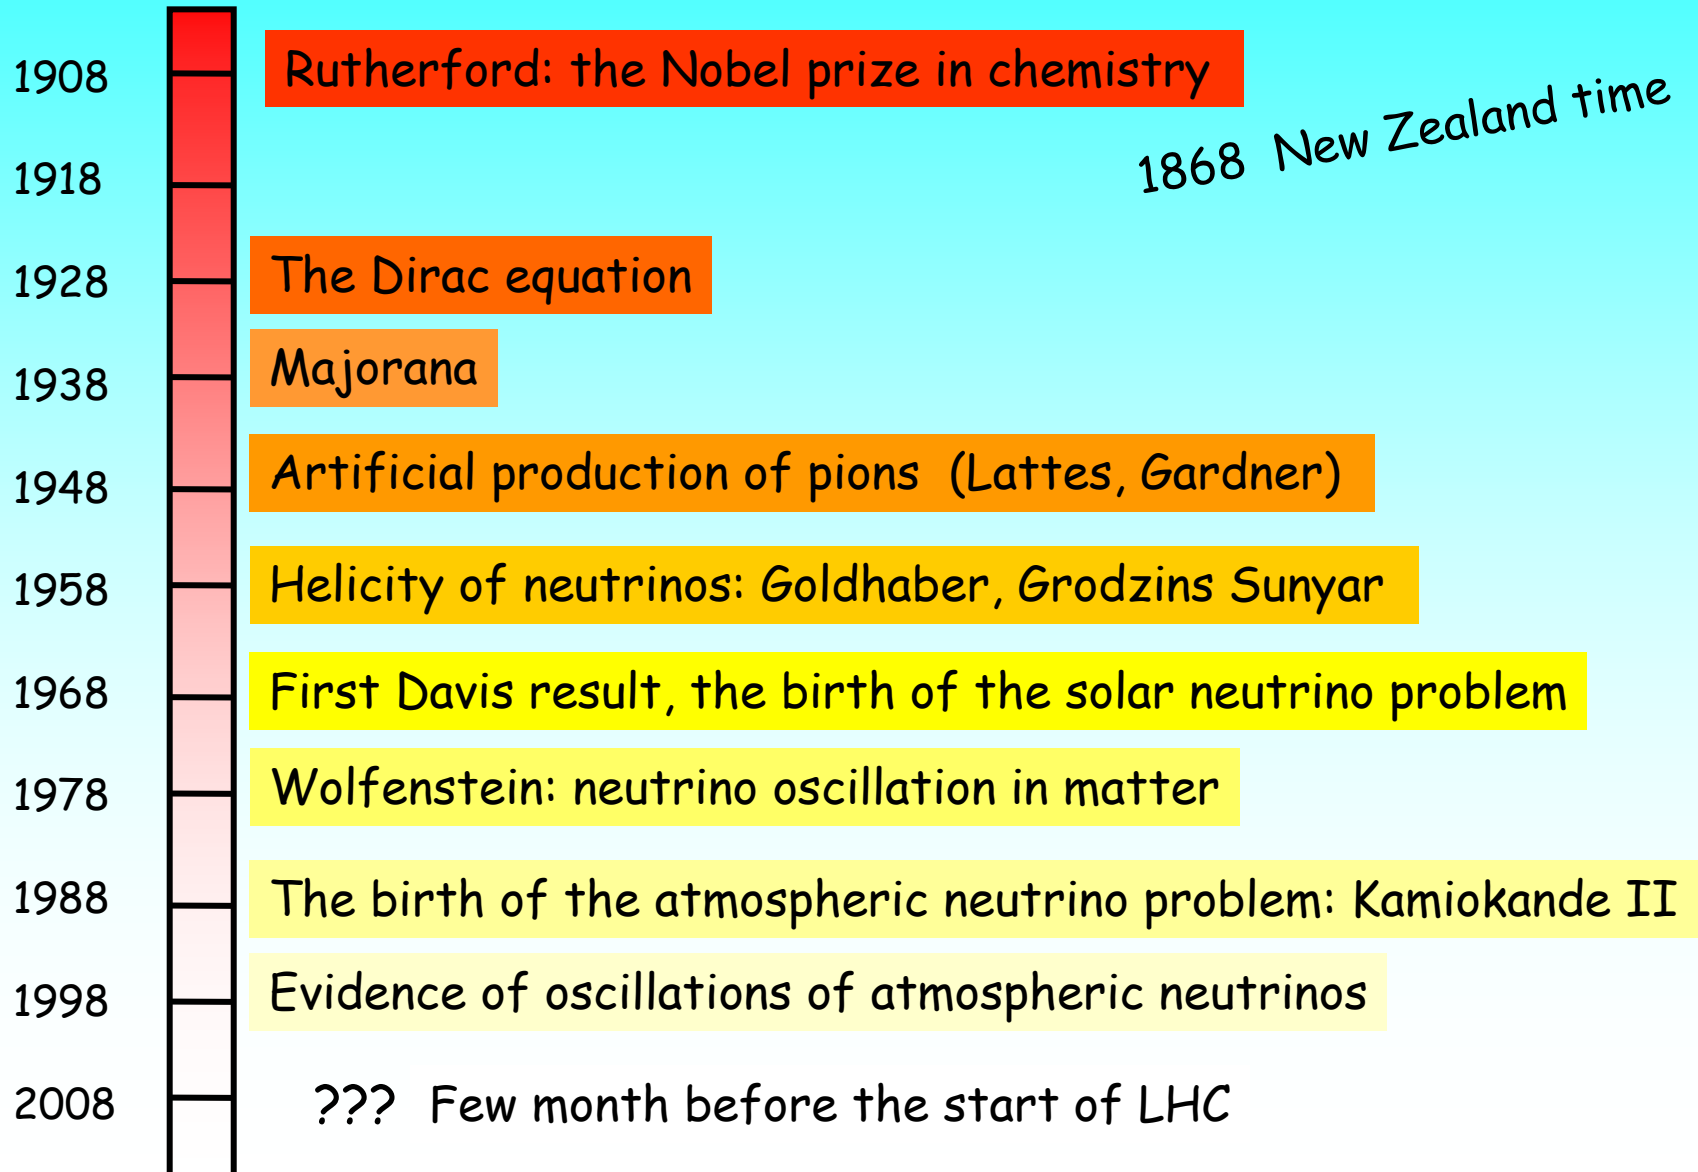 1908 Rutherford: the Nobel prize in chemistry
1868 New Zealand time
1918
1928 The Dirac equation
1938 Majorana
1948 Artificial production of pions (Lattes, Gardner)
1958 Helicity of neutrinos: Goldhaber, Grodzins Sunyar
1968 First Davis result, the birth of the solar neutrino problem
1978 Wolfenstein: neutrino oscillation in matter
1988 The birth of the atmospheric neutrino problem: Kamiokande II
1998 Evidence of oscillations of atmospheric neutrinos
2008 ??? Few month before the start of LHC